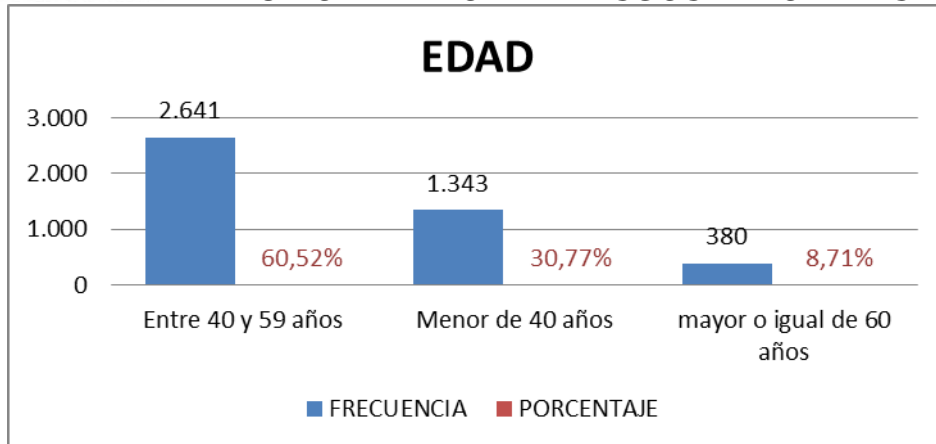 EDAD
3.000
2.000
1.000
0
2.641
60,52%
1.343
30,77%
380
8,71%
Entre 40 y 59 años
Menor de 40 años
mayor o igual de 60
años
FRECUENCIA
PORCENTAJE